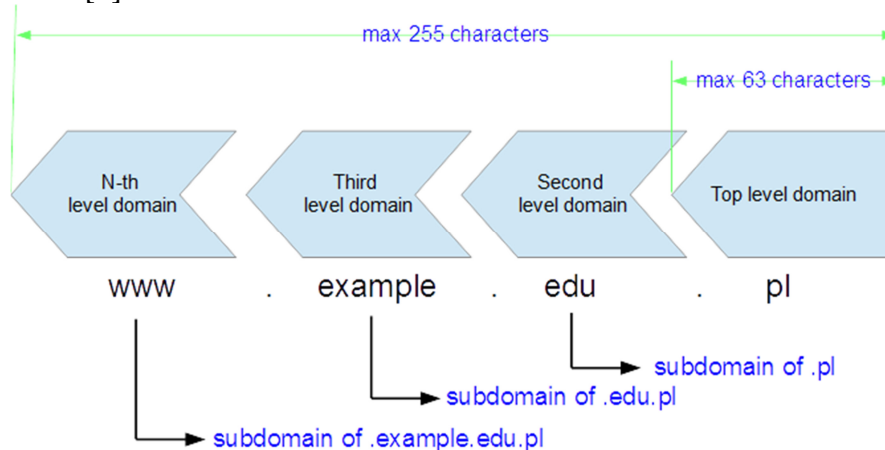 max 255 characters
max 63 characters
N-th
level domain
Third
level domain
Second
level domain
Top level domain
www . example . edu . pl
subdomain of .pl
subdomain of .edu.pl
subdomain of .example.edu.pl